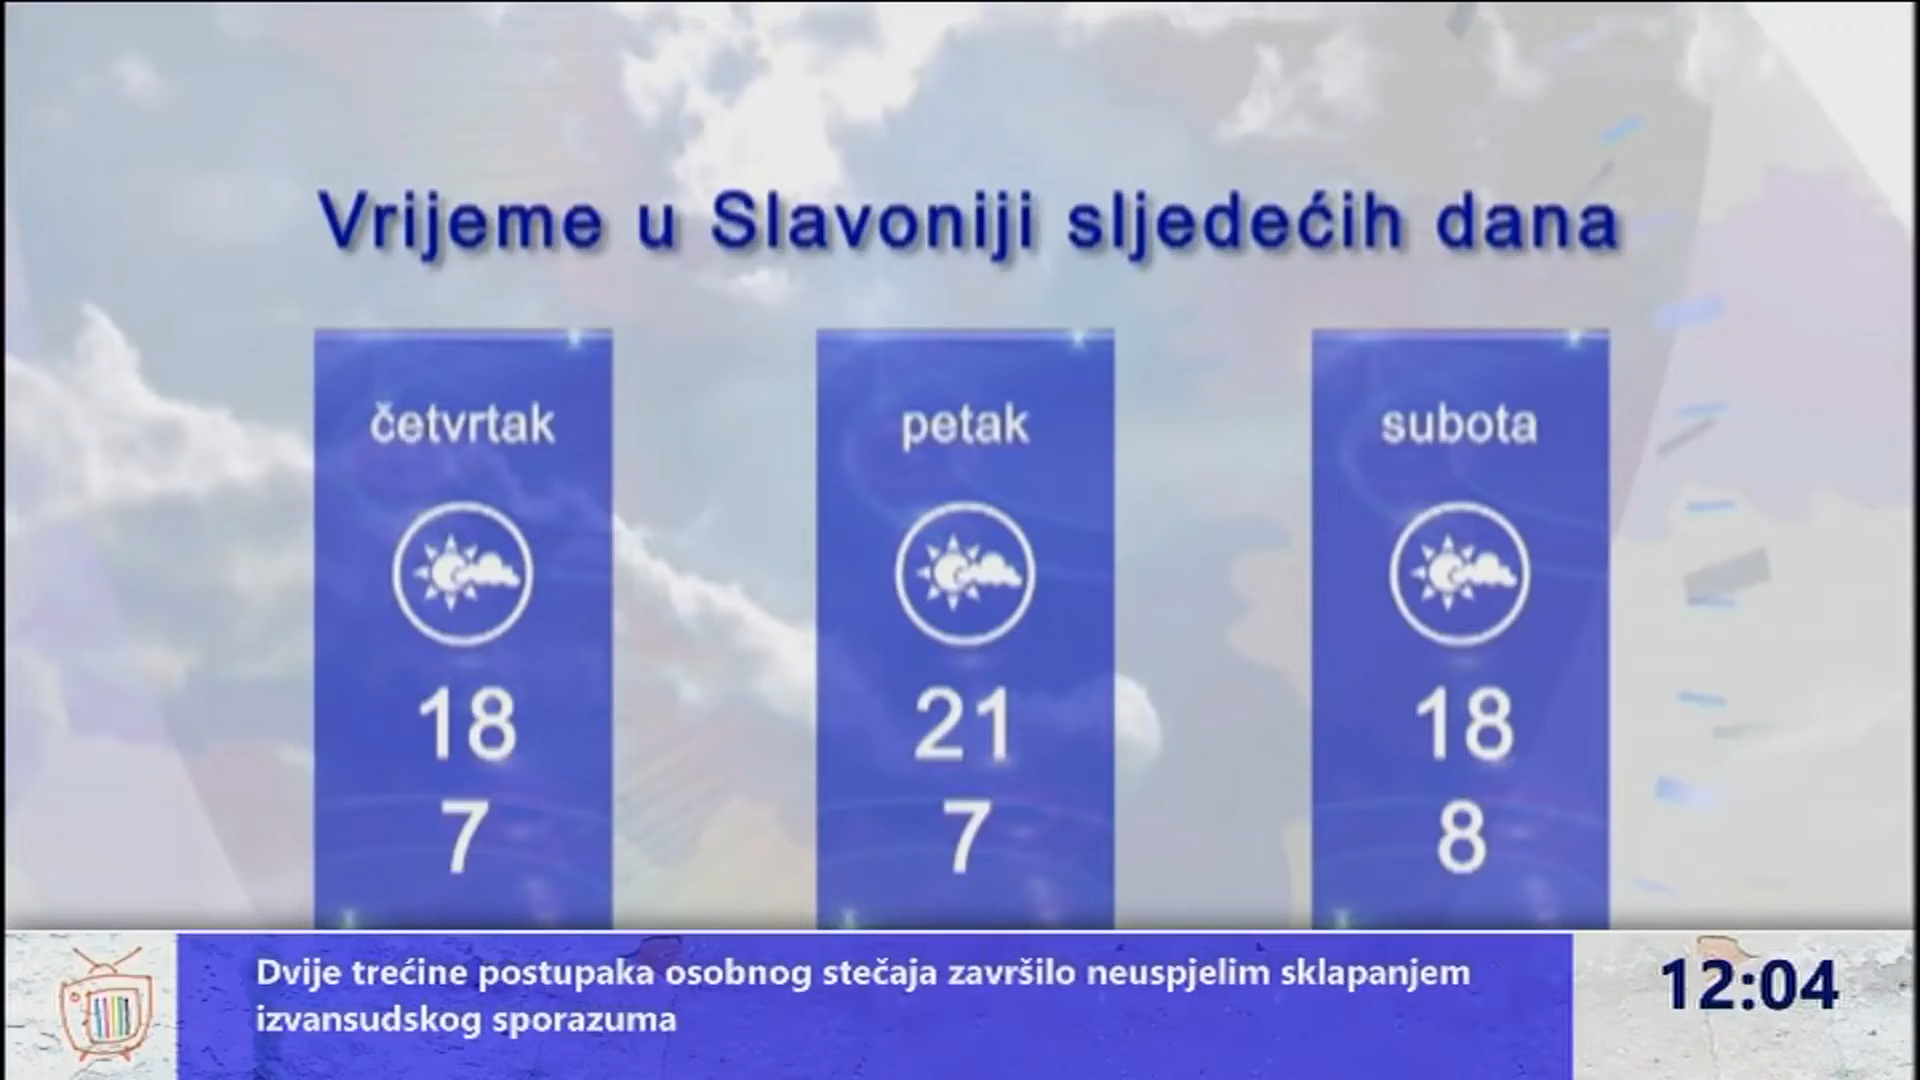 Vrijeme u Slavoniji sljedećih dana
četvrtak
18
7
petak
21
7
subota
18
8
Dvije trećine postupaka osobnog stečaja završilo neuspjelim sklapanjem
izvansudskog sporazuma
12:04